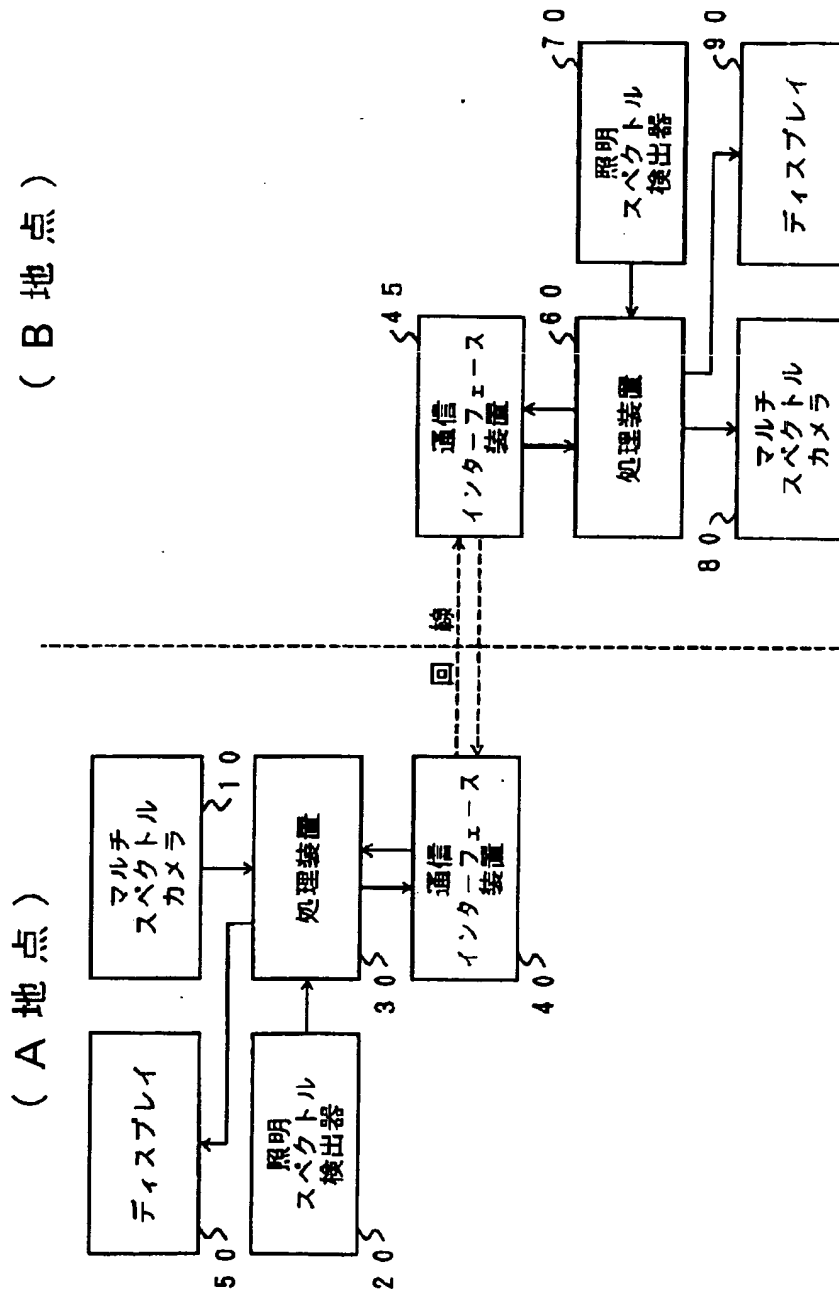 (A 地 点)
(B 地 点)
ディスプレイ
50
マルチ
スペクトル
カメラ
10
照明
スペクトル
検出器
20
処理装置
30
通信
インターフェース
装置
40
回 線
通信
インターフェース
装置
45
処理装置
60
照明
スペクトル
検出器
70
マルチ
スペクトル
カメラ
80
ディスプレイ
90